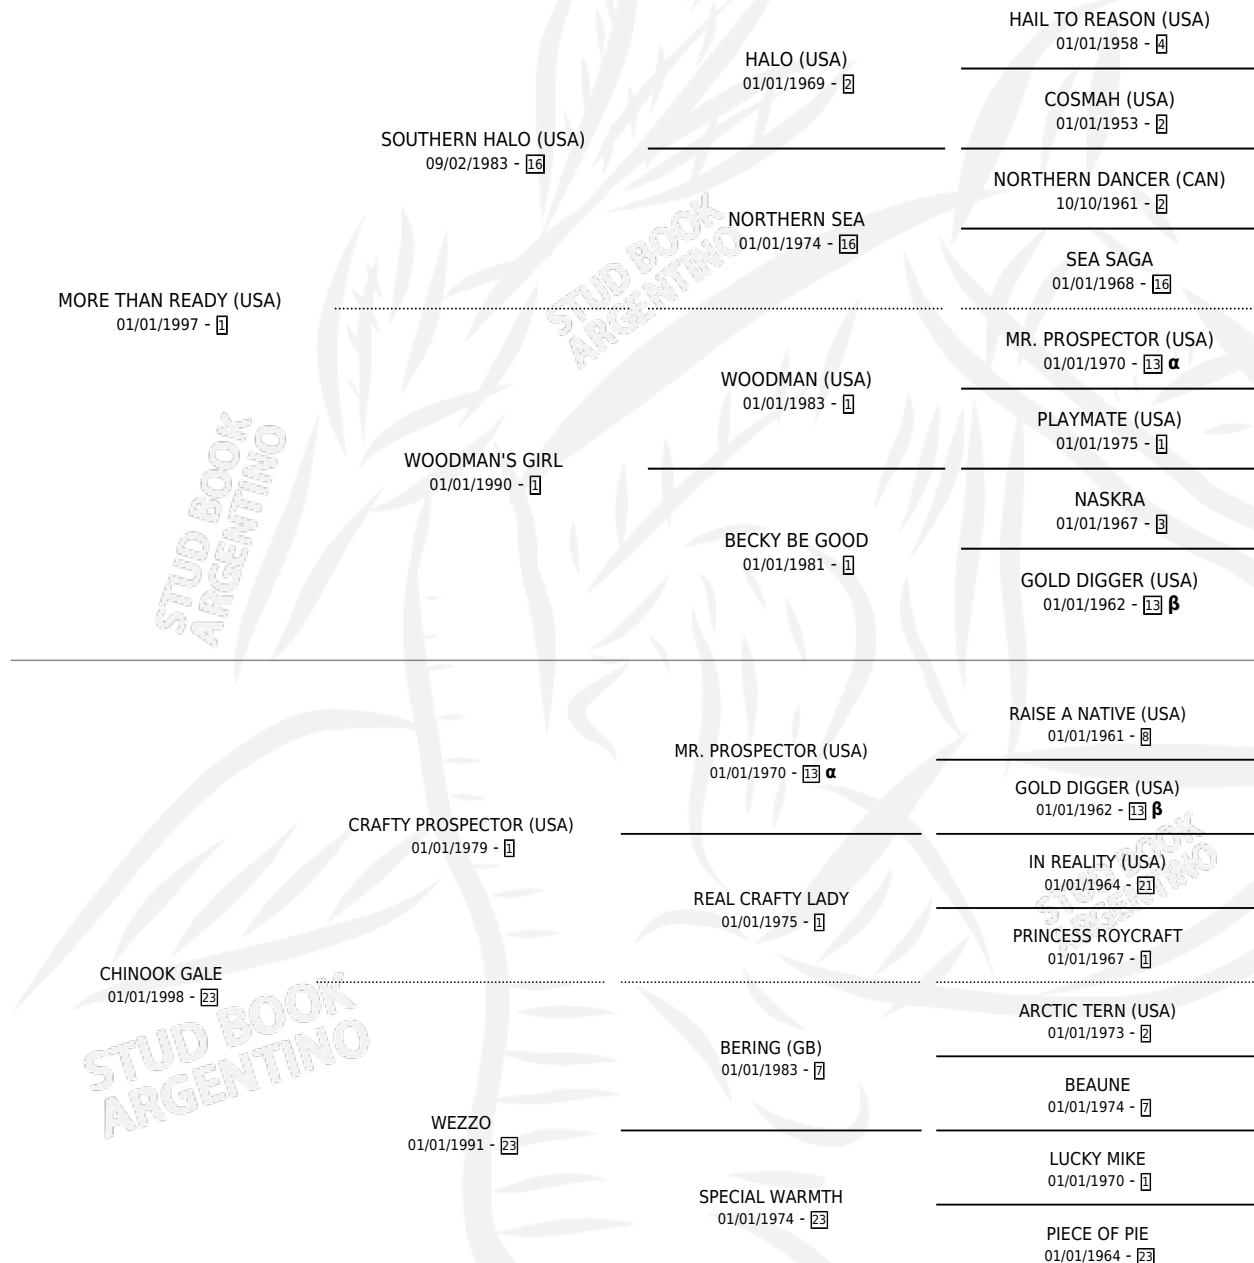 HAIL TO REASON (USA)
01/01/1958 - 4
HALO (USA)
01/01/1969 - 2
COSMAH (USA)
01/01/1953 - 2
SOUTHERN HALO (USA)
09/02/1983 - 16
NORTHERN DANCER (CAN)
10/10/1961 - 2
NORTHERN SEA
01/01/1974 - 16
SEA SAGA
01/01/1968 - 16
MORE THAN READY (USA)
01/01/1997 - 1
MR. PROSPECTOR (USA)
01/01/1970 - 13 α
WOODMAN (USA)
01/01/1983 - 1
PLAYMATE (USA)
01/01/1975 - 1
WOODMAN'S GIRL
01/01/1990 - 1
NASKRA
01/01/1967 - 3
BECKY BE GOOD
01/01/1981 - 1
GOLD DIGGER (USA)
01/01/1962 - 13 β
RAISE A NATIVE (USA)
01/01/1961 - 8
MR. PROSPECTOR (USA)
01/01/1970 - 13 α
GOLD DIGGER (USA)
01/01/1962 - 13 β
CRAFTY PROSPECTOR (USA)
01/01/1979 - 1
IN REALITY (USA)
01/01/1964 - 21
REAL CRAFTY LADY
01/01/1975 - 1
PRINCESS ROYCRAFT
01/01/1967 - 1
CHINOOK GALE
01/01/1998 - 23
ARCTIC TERN (USA)
01/01/1973 - 2
BERING (GB)
01/01/1983 - 7
BEAUNE
01/01/1974 - 7
WEZZO
01/01/1991 - 23
LUCKY MIKE
01/01/1970 - 1
SPECIAL WARMTH
01/01/1974 - 23
PIECE OF PIE
01/01/1964 - 23
STUD BOOK
ARGENTINO
STUD BOOK
ARGENTINO
STUD BOOK
ARGENTINO
STUD BOOK
ARGENTINO